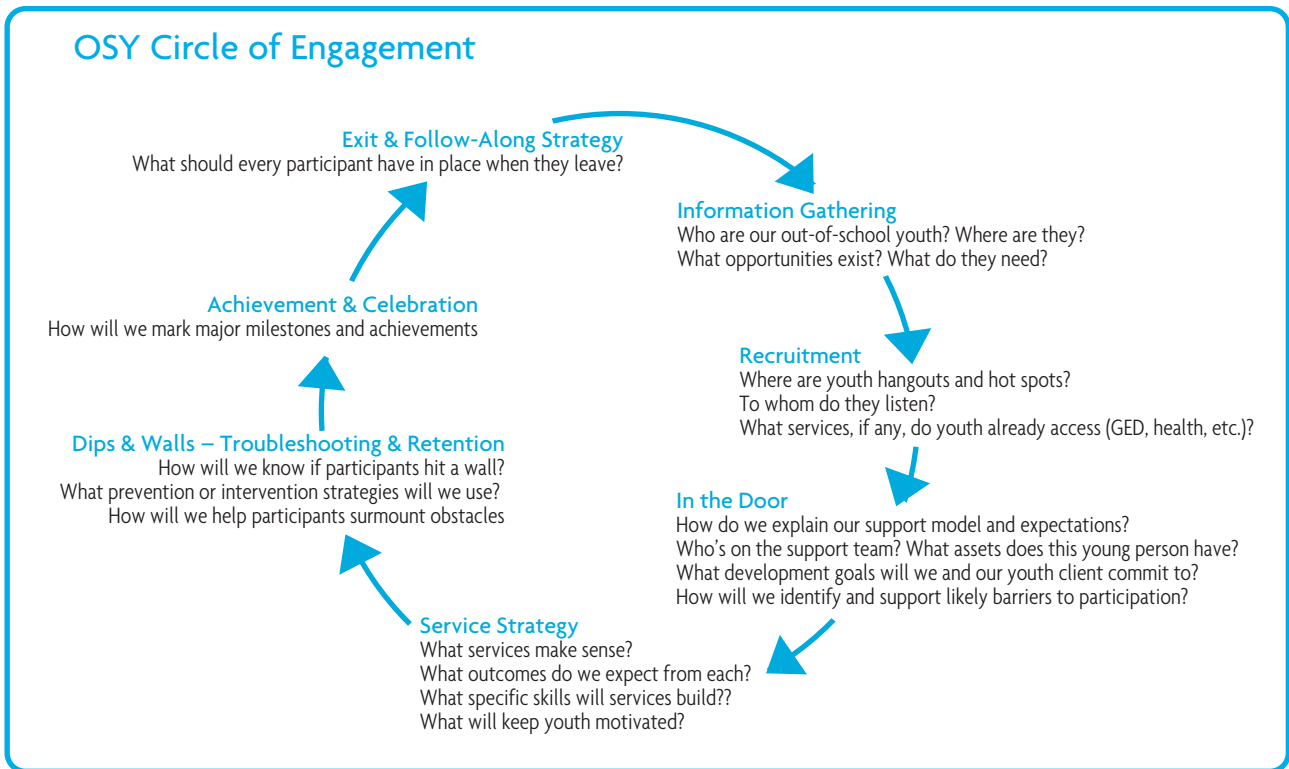 OSY Circle of Engagement
Exit & Follow-Along Strategy
What should every participant have in place when they leave?
Information Gathering
Who are our out-of-school youth? Where are they?
What opportunities exist? What do they need?
Recruitment
Where are youth hangouts and hot spots?
To whom do they listen?
What services, if any, do youth already access (GED, health, etc.)?
In the Door
How do we explain our support model and expectations?
Who's on the support team? What assets does this young person have?
What development goals will we and our youth client commit to?
How will we identify and support likely barriers to participation?
Service Strategy
What services make sense?
What outcomes do we expect from each?
What specific skills will services build??
What will keep youth motivated?
Dips & Walls – Troubleshooting & Retention
How will we know if participants hit a wall?
What prevention or intervention strategies will we use?
How will we help participants surmount obstacles
Achievement & Celebration
How will we mark major milestones and achievements